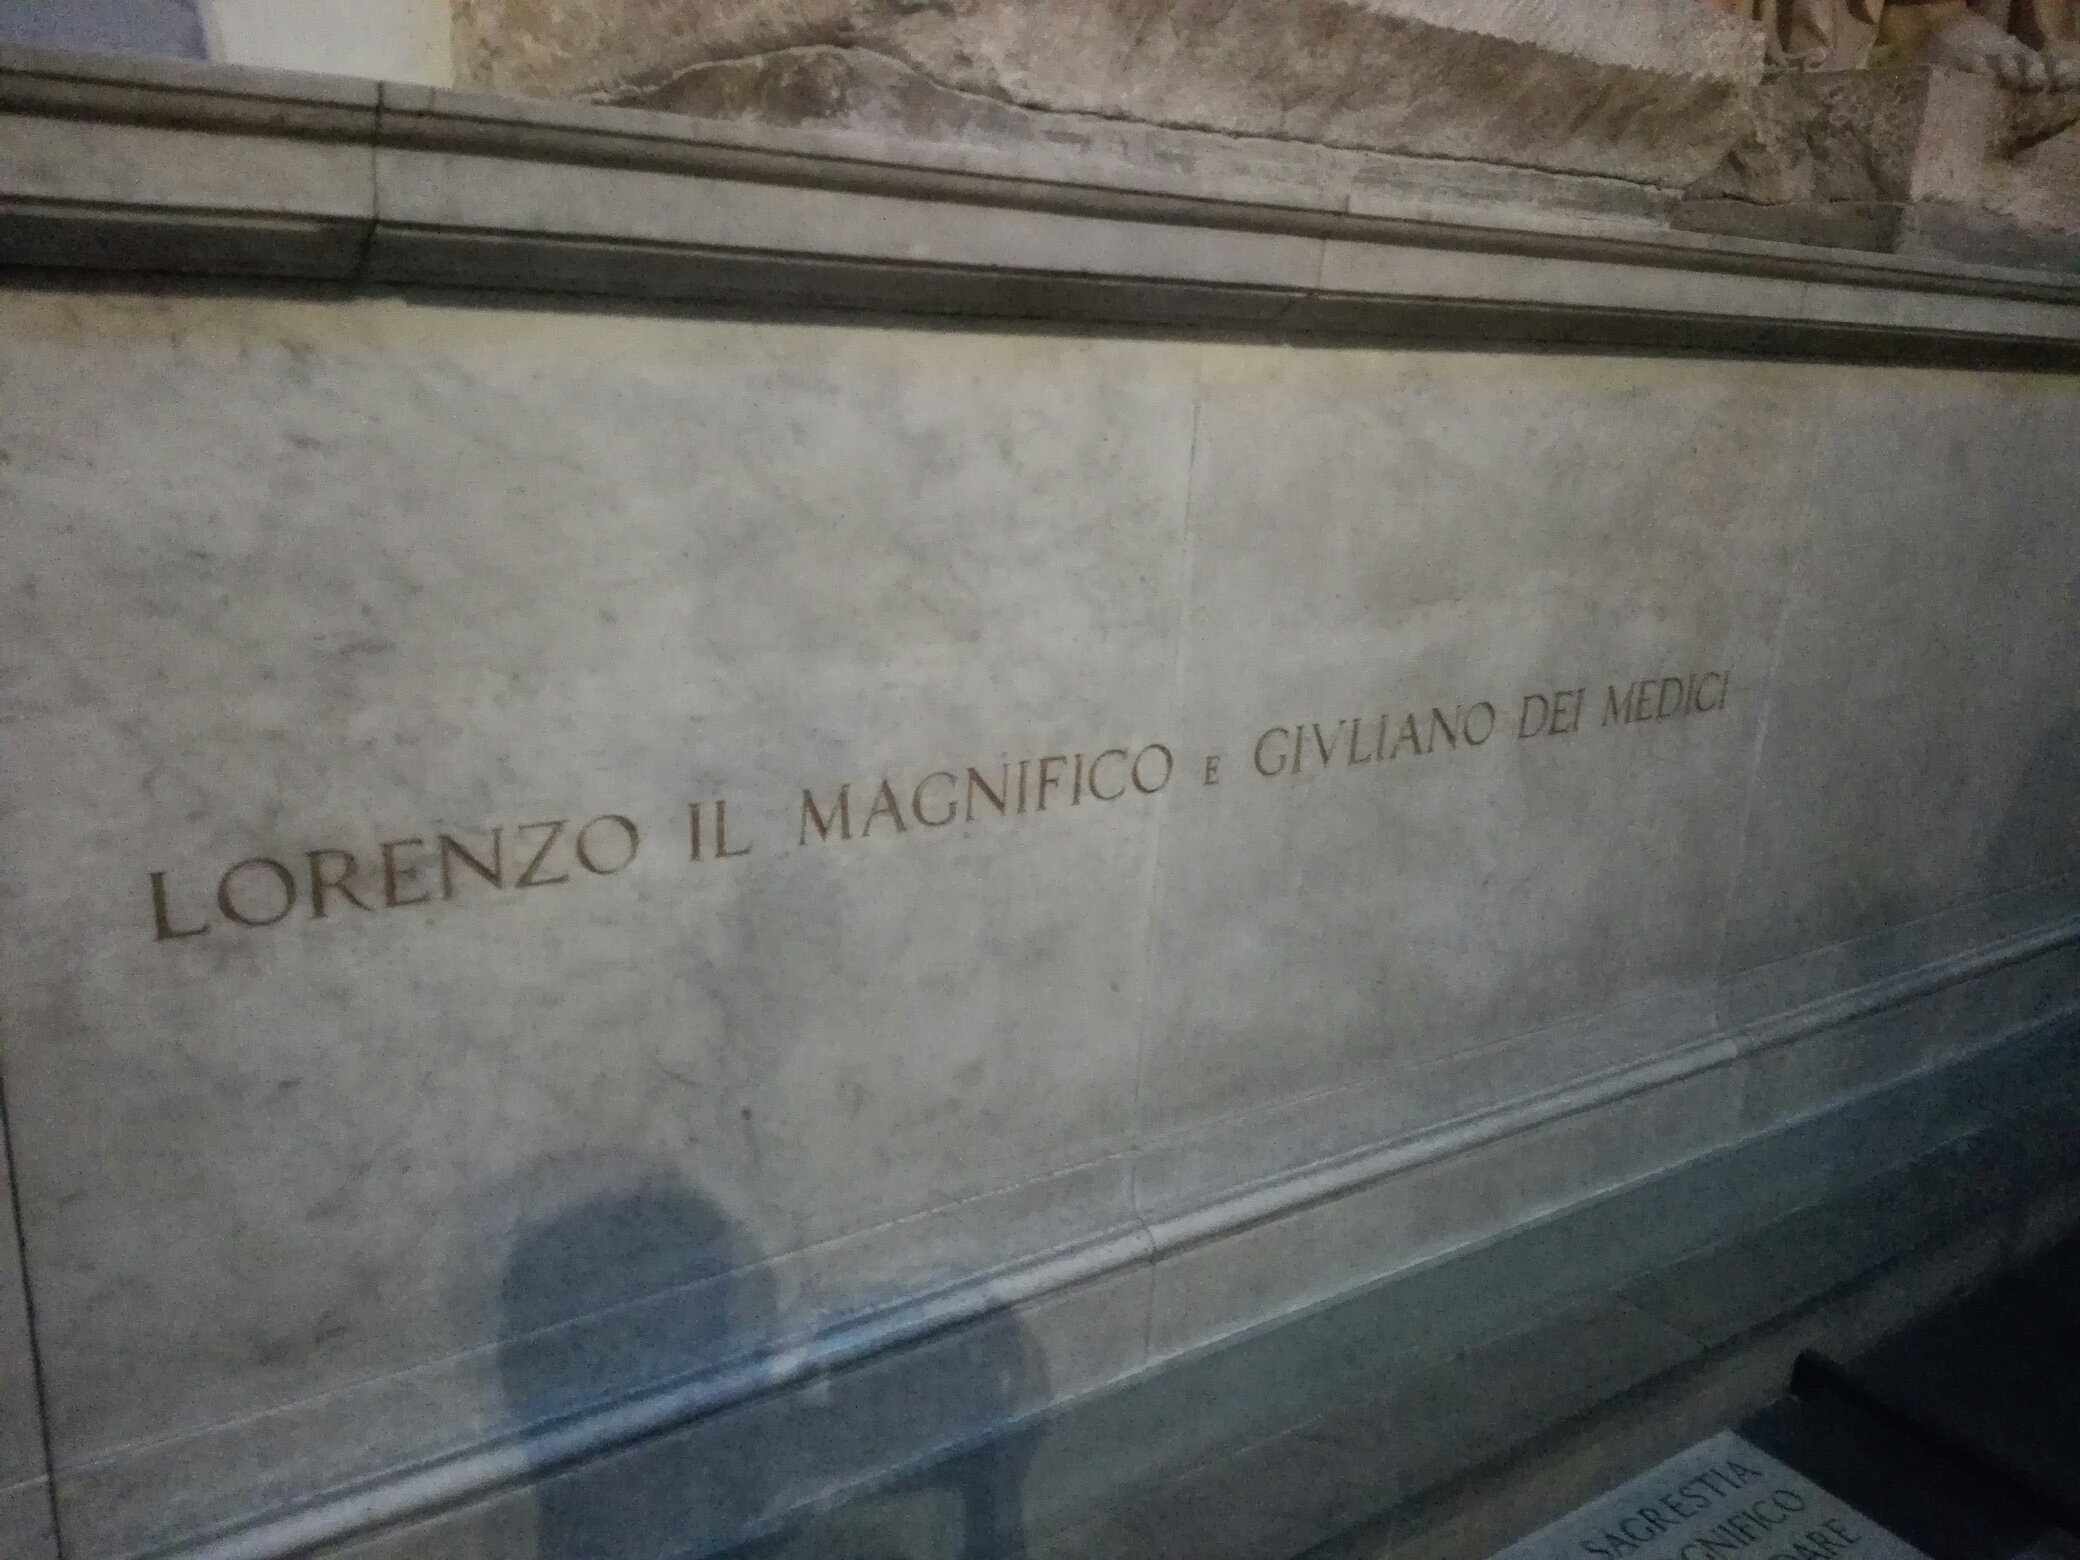 LORENZO IL MAGNIFICO E GIVLIANO DEI MEDICI
SAGRESTIA